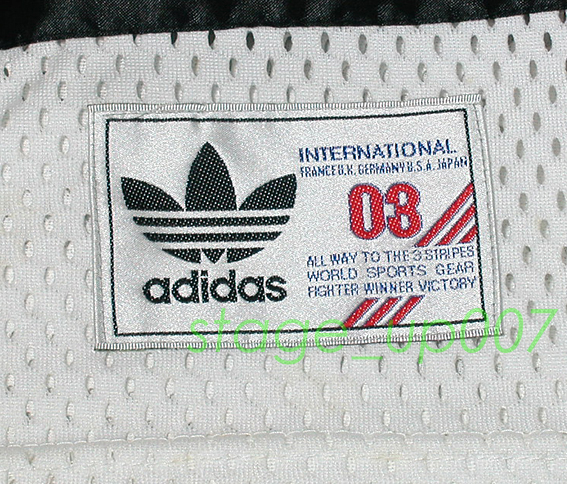 INTERNATIONAL.
FRANCE U.K. GERMANY U.S.A. JAPAN
03
adidas
ALL WAY TO THE 3 STRIPES
WORLD SPORTS GEAR
FIGHTER WINNER VICTORY
stage_up007